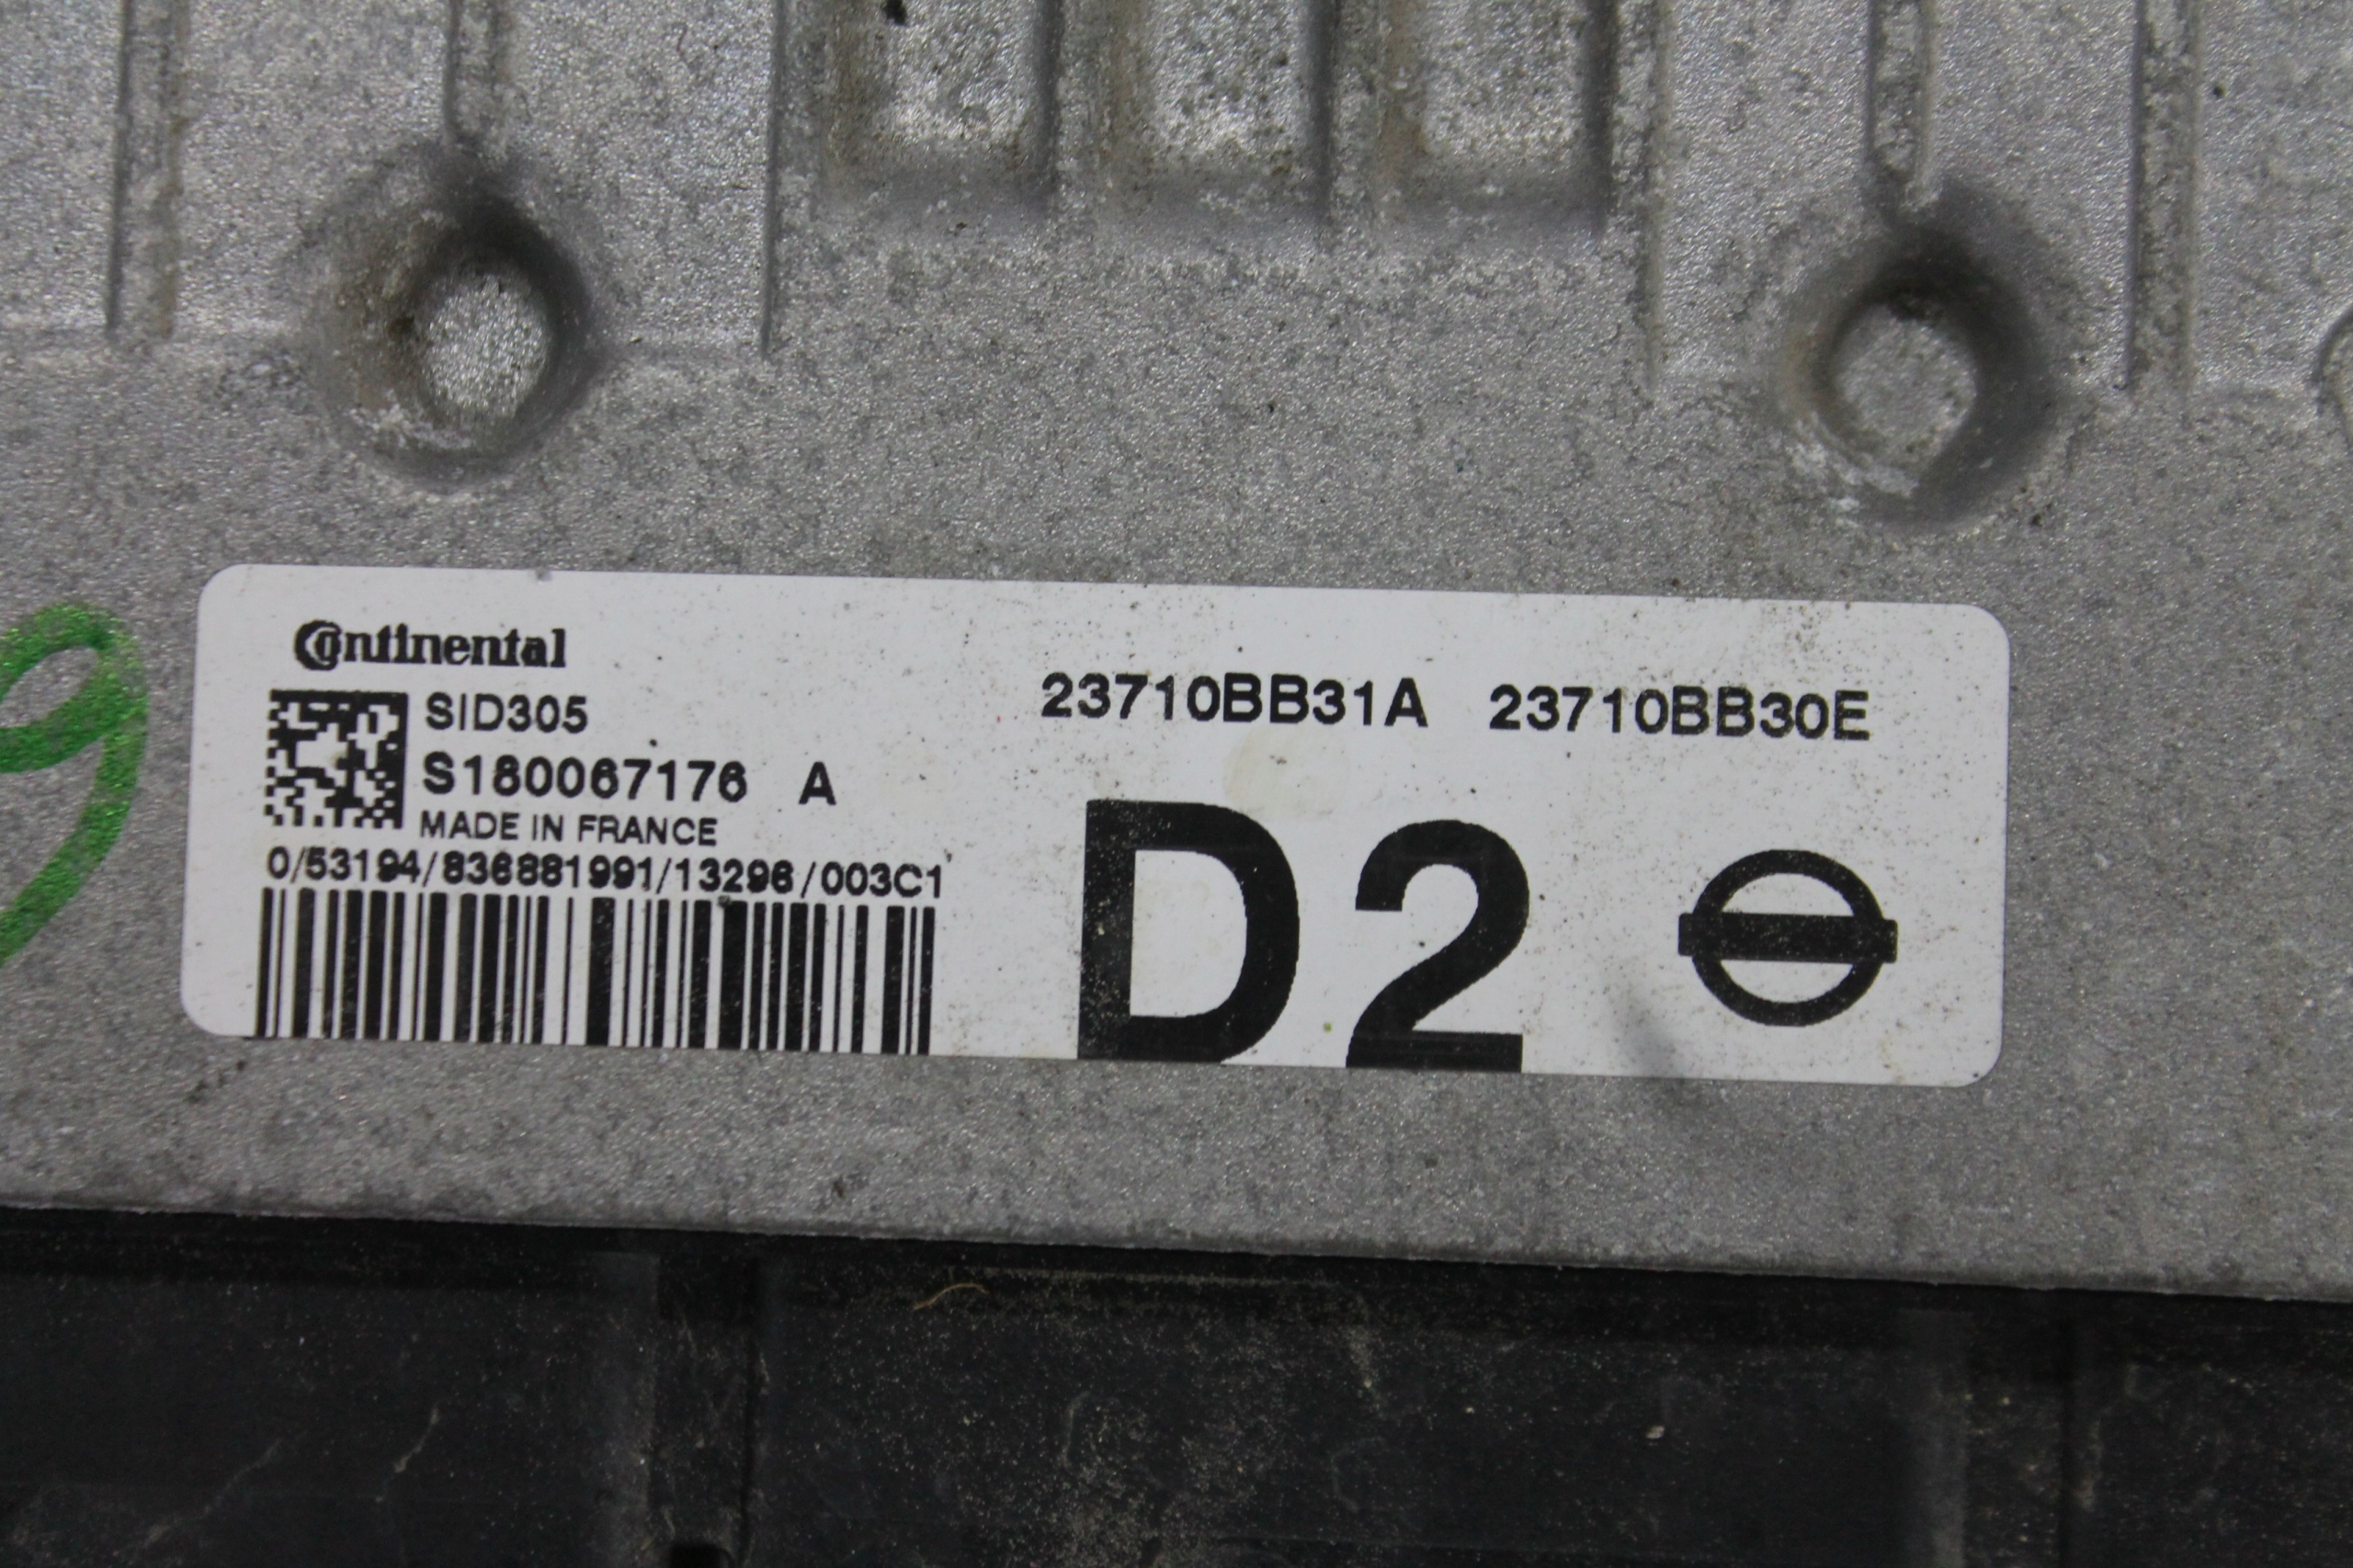 Continental
SID305
S180067176 A
MADE IN FRANCE
0/53194/836881991/13296/003C1
23710BB31A 23710BB30E
D2